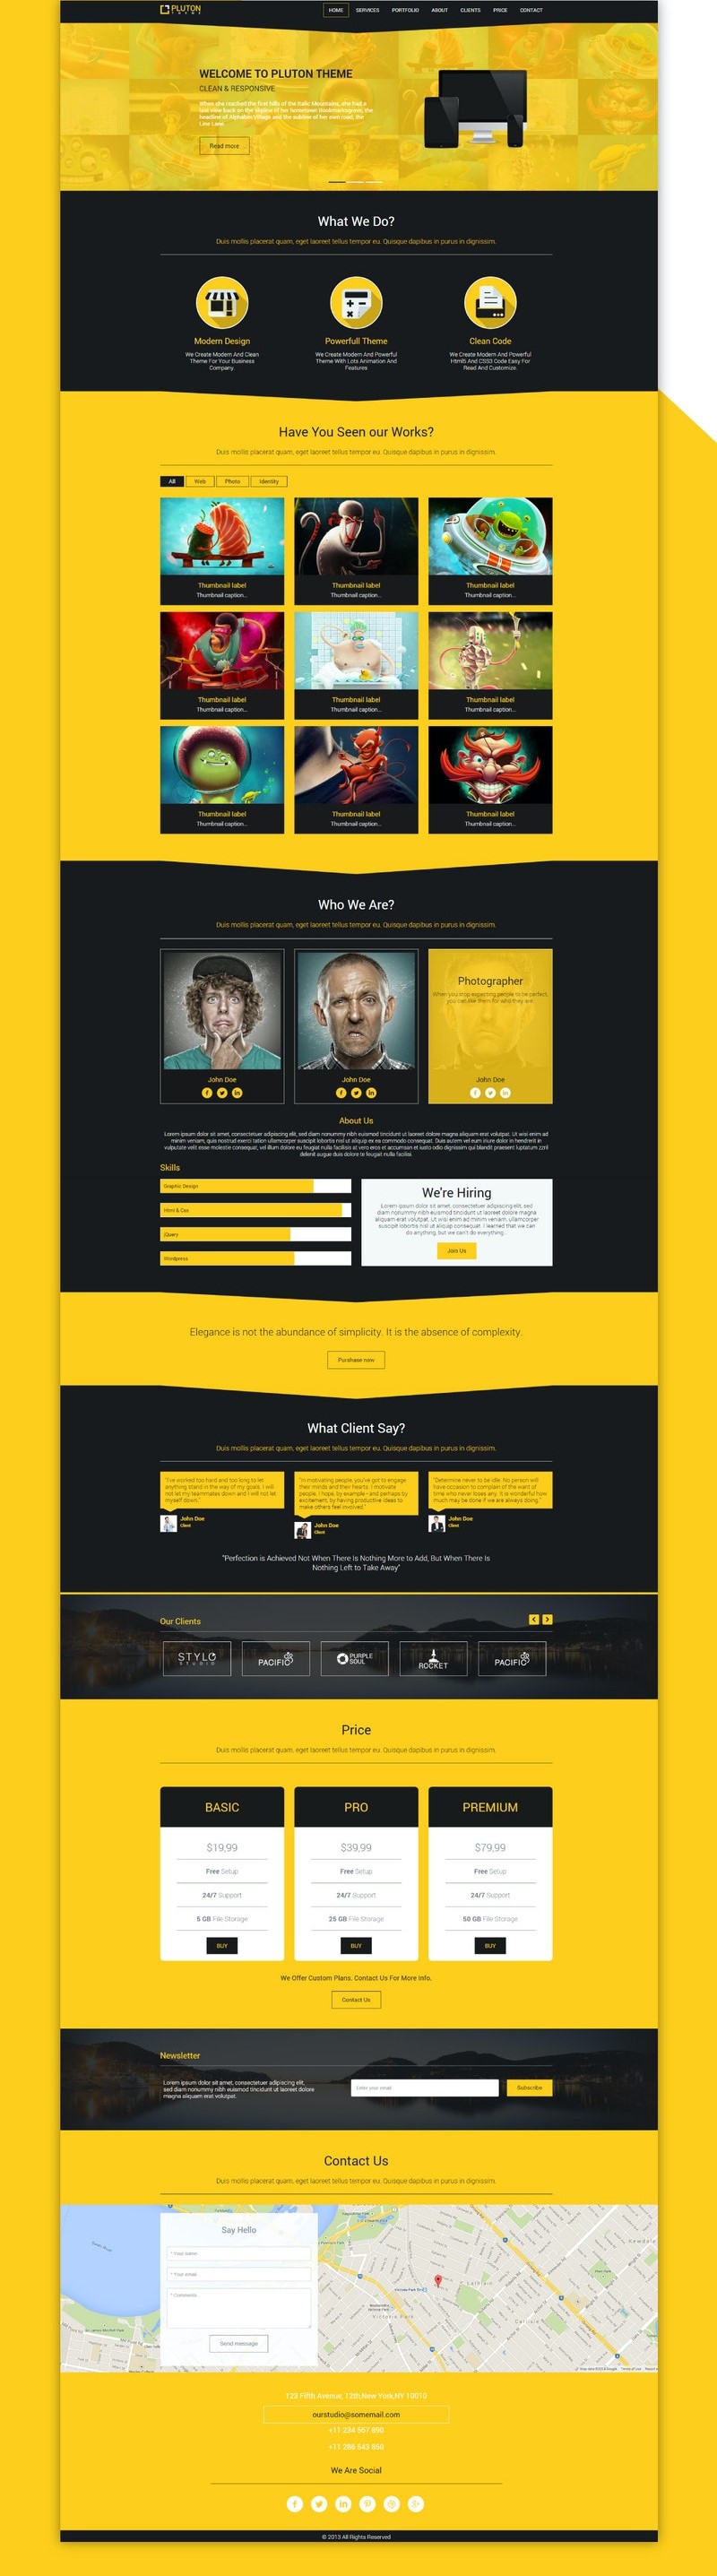 PLUTON
THEME
HOME SERVICES PORTFOLIO ABOUT CLIENTS PRICE CONTACT
WELCOME TO PLUTON THEME
CLEAN & RESPONSIVE
When she reached the first hills of the Italic Mountains, she had a
last view back on the skyline of her hometown Bookmarksgrove, the
headline of Alphabet Village and the subline of her own road, the
Line Lane.
Read more
What We Do?
Duis mollis placerat quam, eget laoreet tellus tempor eu. Quisque dapibus in purus in dignissim.
Modern Design
We Create Modern And Clean
Theme For Your Business
Company.
Powerfull Theme
We Create Modern And Powerful
Theme With Lots Animation And
Features
Clean Code
We Create Modern And Powerful
Html5 And CSS3 Code Easy For
Read And Customize.
Have You Seen our Works?
Duis mollis placerat quam, eget laoreet tellus tempor eu. Quisque dapibus in purus in dignissim.
All Web Photo Identity
Thumbnail label
Thumbnail caption...
Thumbnail label
Thumbnail caption...
Thumbnail label
Thumbnail caption...
Thumbnail label
Thumbnail caption...
Thumbnail label
Thumbnail caption...
Thumbnail label
Thumbnail caption...
Thumbnail label
Thumbnail caption...
Thumbnail label
Thumbnail caption...
Thumbnail label
Thumbnail caption...
Who We Are?
Duis mollis placerat quam, eget laoreet tellus tempor eu. Quisque dapibus in purus in dignissim.
John Doe
John Doe
Photographer
When you stop expecting people to be perfect,
you can like them for who they are.
John Doe
About Us
Lorem ipsum dolor sit amet, consectetuer adipiscing elit, sed diam nonummy nibh euismod tincidunt ut laoreet dolore magna aliquam erat volutpat. Ut wisi enim ad
minim veniam, quis nostrud exerci tation ullamcorper suscipit lobortis nisl ut aliquip ex ea commodo consequat. Duis autem vel eum iriure dolor in hendrerit in
vulputate velit esse molestie consequat, vel illum dolore eu feugiat nulla facilisis at vero eros et accumsan et iusto odio dignissim qui blandit praesent luptatum zzril
delenit augue duis dolore te feugait nulla facilisi.
Skills
Graphic Design
Html & Css
jQuery
Wordpress
We're Hiring
Lorem ipsum dolor sit amet, consectetuer adipiscing elit, sed
diam nonummy nibh euismod tincidunt ut laoreet dolore magna
aliquam erat volutpat. Ut wisi enim ad minim veniam, ullamcorper
suscipit lobortis nisl ut aliquip consequat. I learned that we can
do anything, but we can't do everything...
Join Us
Elegance is not the abundance of simplicity. It is the absence of complexity.
Purshase now
What Client Say?
Duis mollis placerat quam, eget laoreet tellus tempor eu. Quisque dapibus in purus in dignissim.
"I've worked too hard and too long to let
anything stand in the way of my goals. I will
not let my teammates down and I will not let
myself down."
John Doe
Client
"In motivating people, you've got to engage
their minds and their hearts. I motivate
people, I hope, by example - and perhaps by
excitement, by having productive ideas to
make others feel involved."
John Doe
Client
"Determine never to be idle. No person will
have occasion to complain of the want of
time who never loses any. It is wonderful how
much may be done if we are always doing."
John Doe
Client
"Perfection is Achieved Not When There Is Nothing More to Add, But When There Is
Nothing Left to Take Away"
Our Clients
STYLO
STUDIO
PACIFIC
PURPLE
SOUL
ROCKET
PACIFIC
Price
Duis mollis placerat quam, eget laoreet tellus tempor eu. Quisque dapibus in purus in dignissim.
BASIC
$19,99
Free Setup
24/7 Support
5 GB File Storage
BUY
PRO
$39,99
Free Setup
24/7 Support
25 GB File Storage
BUY
PREMIUM
$79,99
Free Setup
24/7 Support
50 GB File Storage
BUY
We Offer Custom Plans. Contact Us For More Info.
Contact Us
Newsletter
Lorem ipsum dolor sit amet, consectetuer adipiscing elit,
sed diam nonummy nibh euismod tincidunt ut laoreet dolore
magna aliquam erat volutpat.
Enter your email
Subscribe
Contact Us
Duis mollis placerat quam, eget laoreet tellus tempor eu. Quisque dapibus in purus in dignissim.
Say Hello
* Your name
* Your email
* Comments
Send message
Victoria Park
Carlisle
Kewdale
123 Fifth Avenue, 12th,New York,NY 10010
ourstudio@somemail.com
+11 234 567 890
+11 286 543 850
We Are Social
© 2013 All Rights Reserved